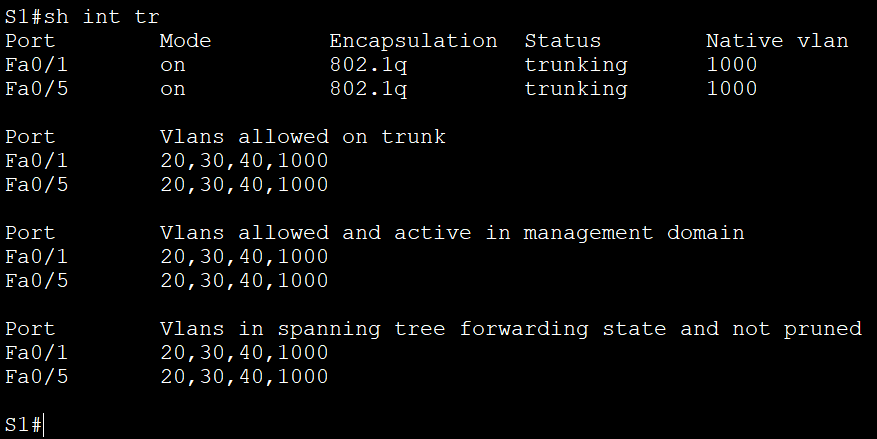 S1#sh int tr
Port        Mode         Encapsulation  Status        Native vlan
Fa0/1       on           802.1q         trunking      1000
Fa0/5       on           802.1q         trunking      1000
Port        Vlans allowed on trunk
Fa0/1       20,30,40,1000
Fa0/5       20,30,40,1000
Port        Vlans allowed and active in management domain
Fa0/1       20,30,40,1000
Fa0/5       20,30,40,1000
Port        Vlans in spanning tree forwarding state and not pruned
Fa0/1       20,30,40,1000
Fa0/5       20,30,40,1000
S1#